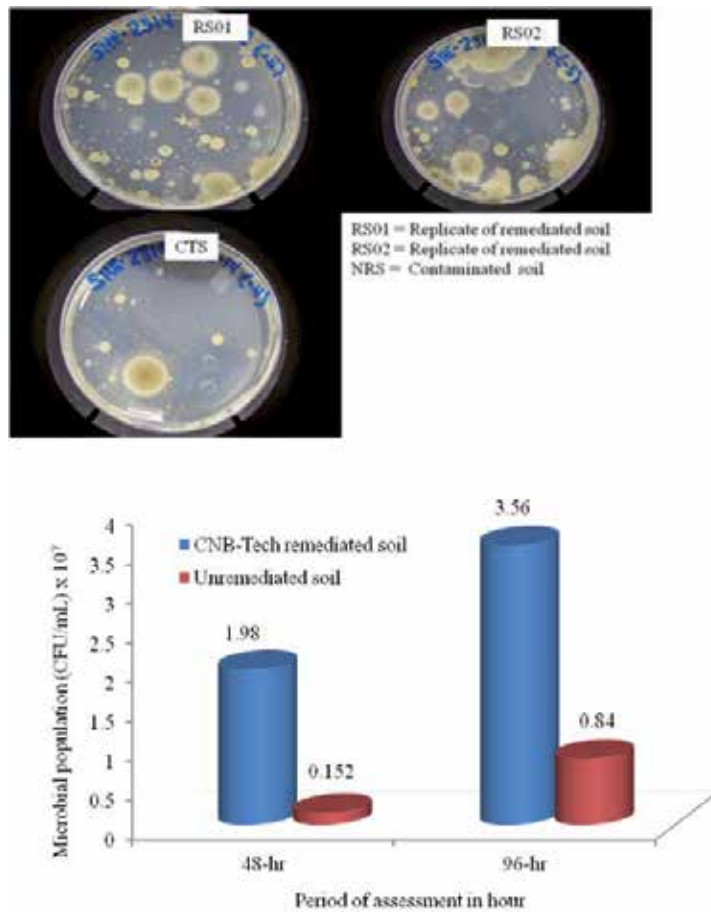 RS01
RS02
RS01 = Replicate of remediated soil
RS02 = Replicate of remediated soil
NRS = Contaminated soil
CTS
4
3.5
3
2.5
2
1.5
1
0.5
0
Microbial population (CFU/mL) x 10⁷
CNB-Tech remediated soil
Unremediated soil
1.98
0.152
3.56
0.84
48-hr
96-hr
Period of assessment in hour